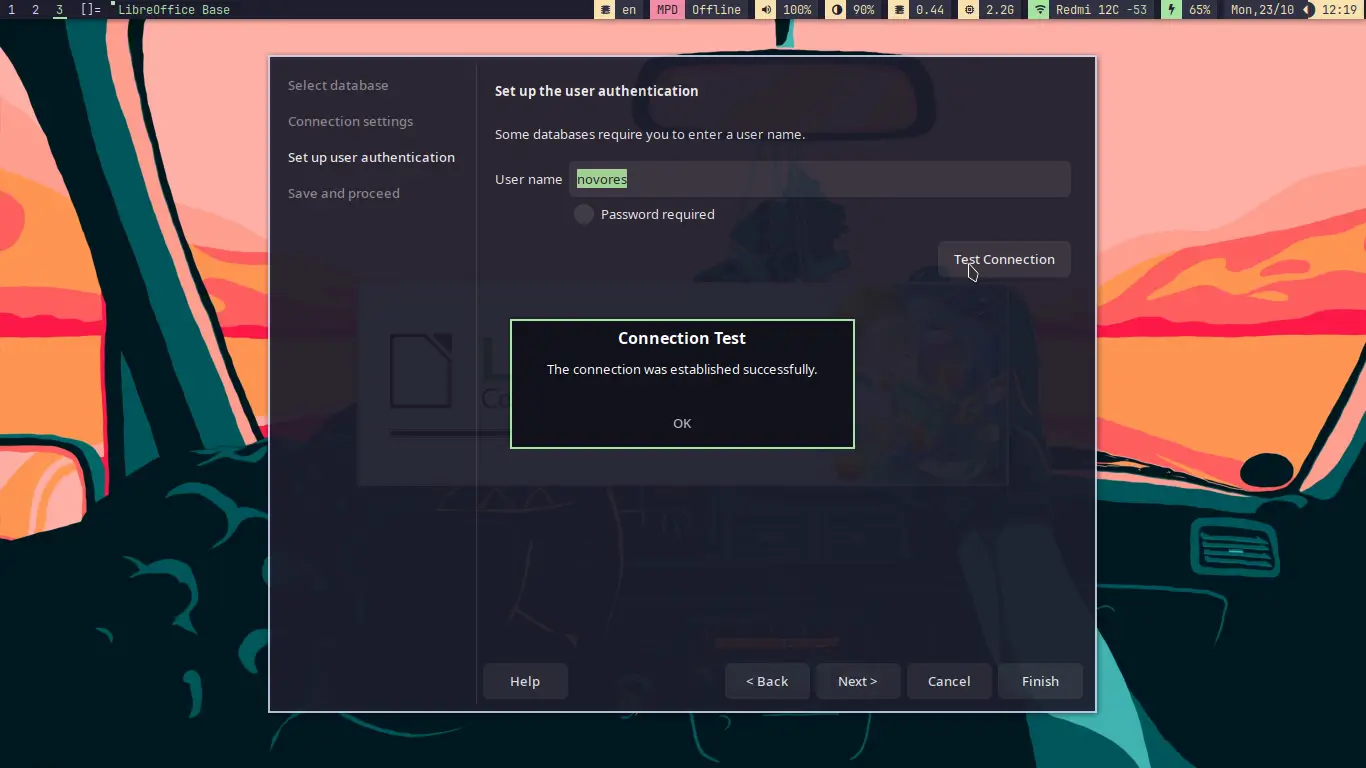 1 2 3 []= LibreOffice Base en MPD Offline 100% 90% 0.44 2.2G Redmi 12C -53 65% Mon,23/10 12:19
Select database
Connection settings
Set up user authentication
Save and proceed
Set up the user authentication
Some databases require you to enter a user name.
User name novores
Password required
Test Connection
Connection Test
The connection was established successfully.
OK
Help < Back Next > Cancel Finish